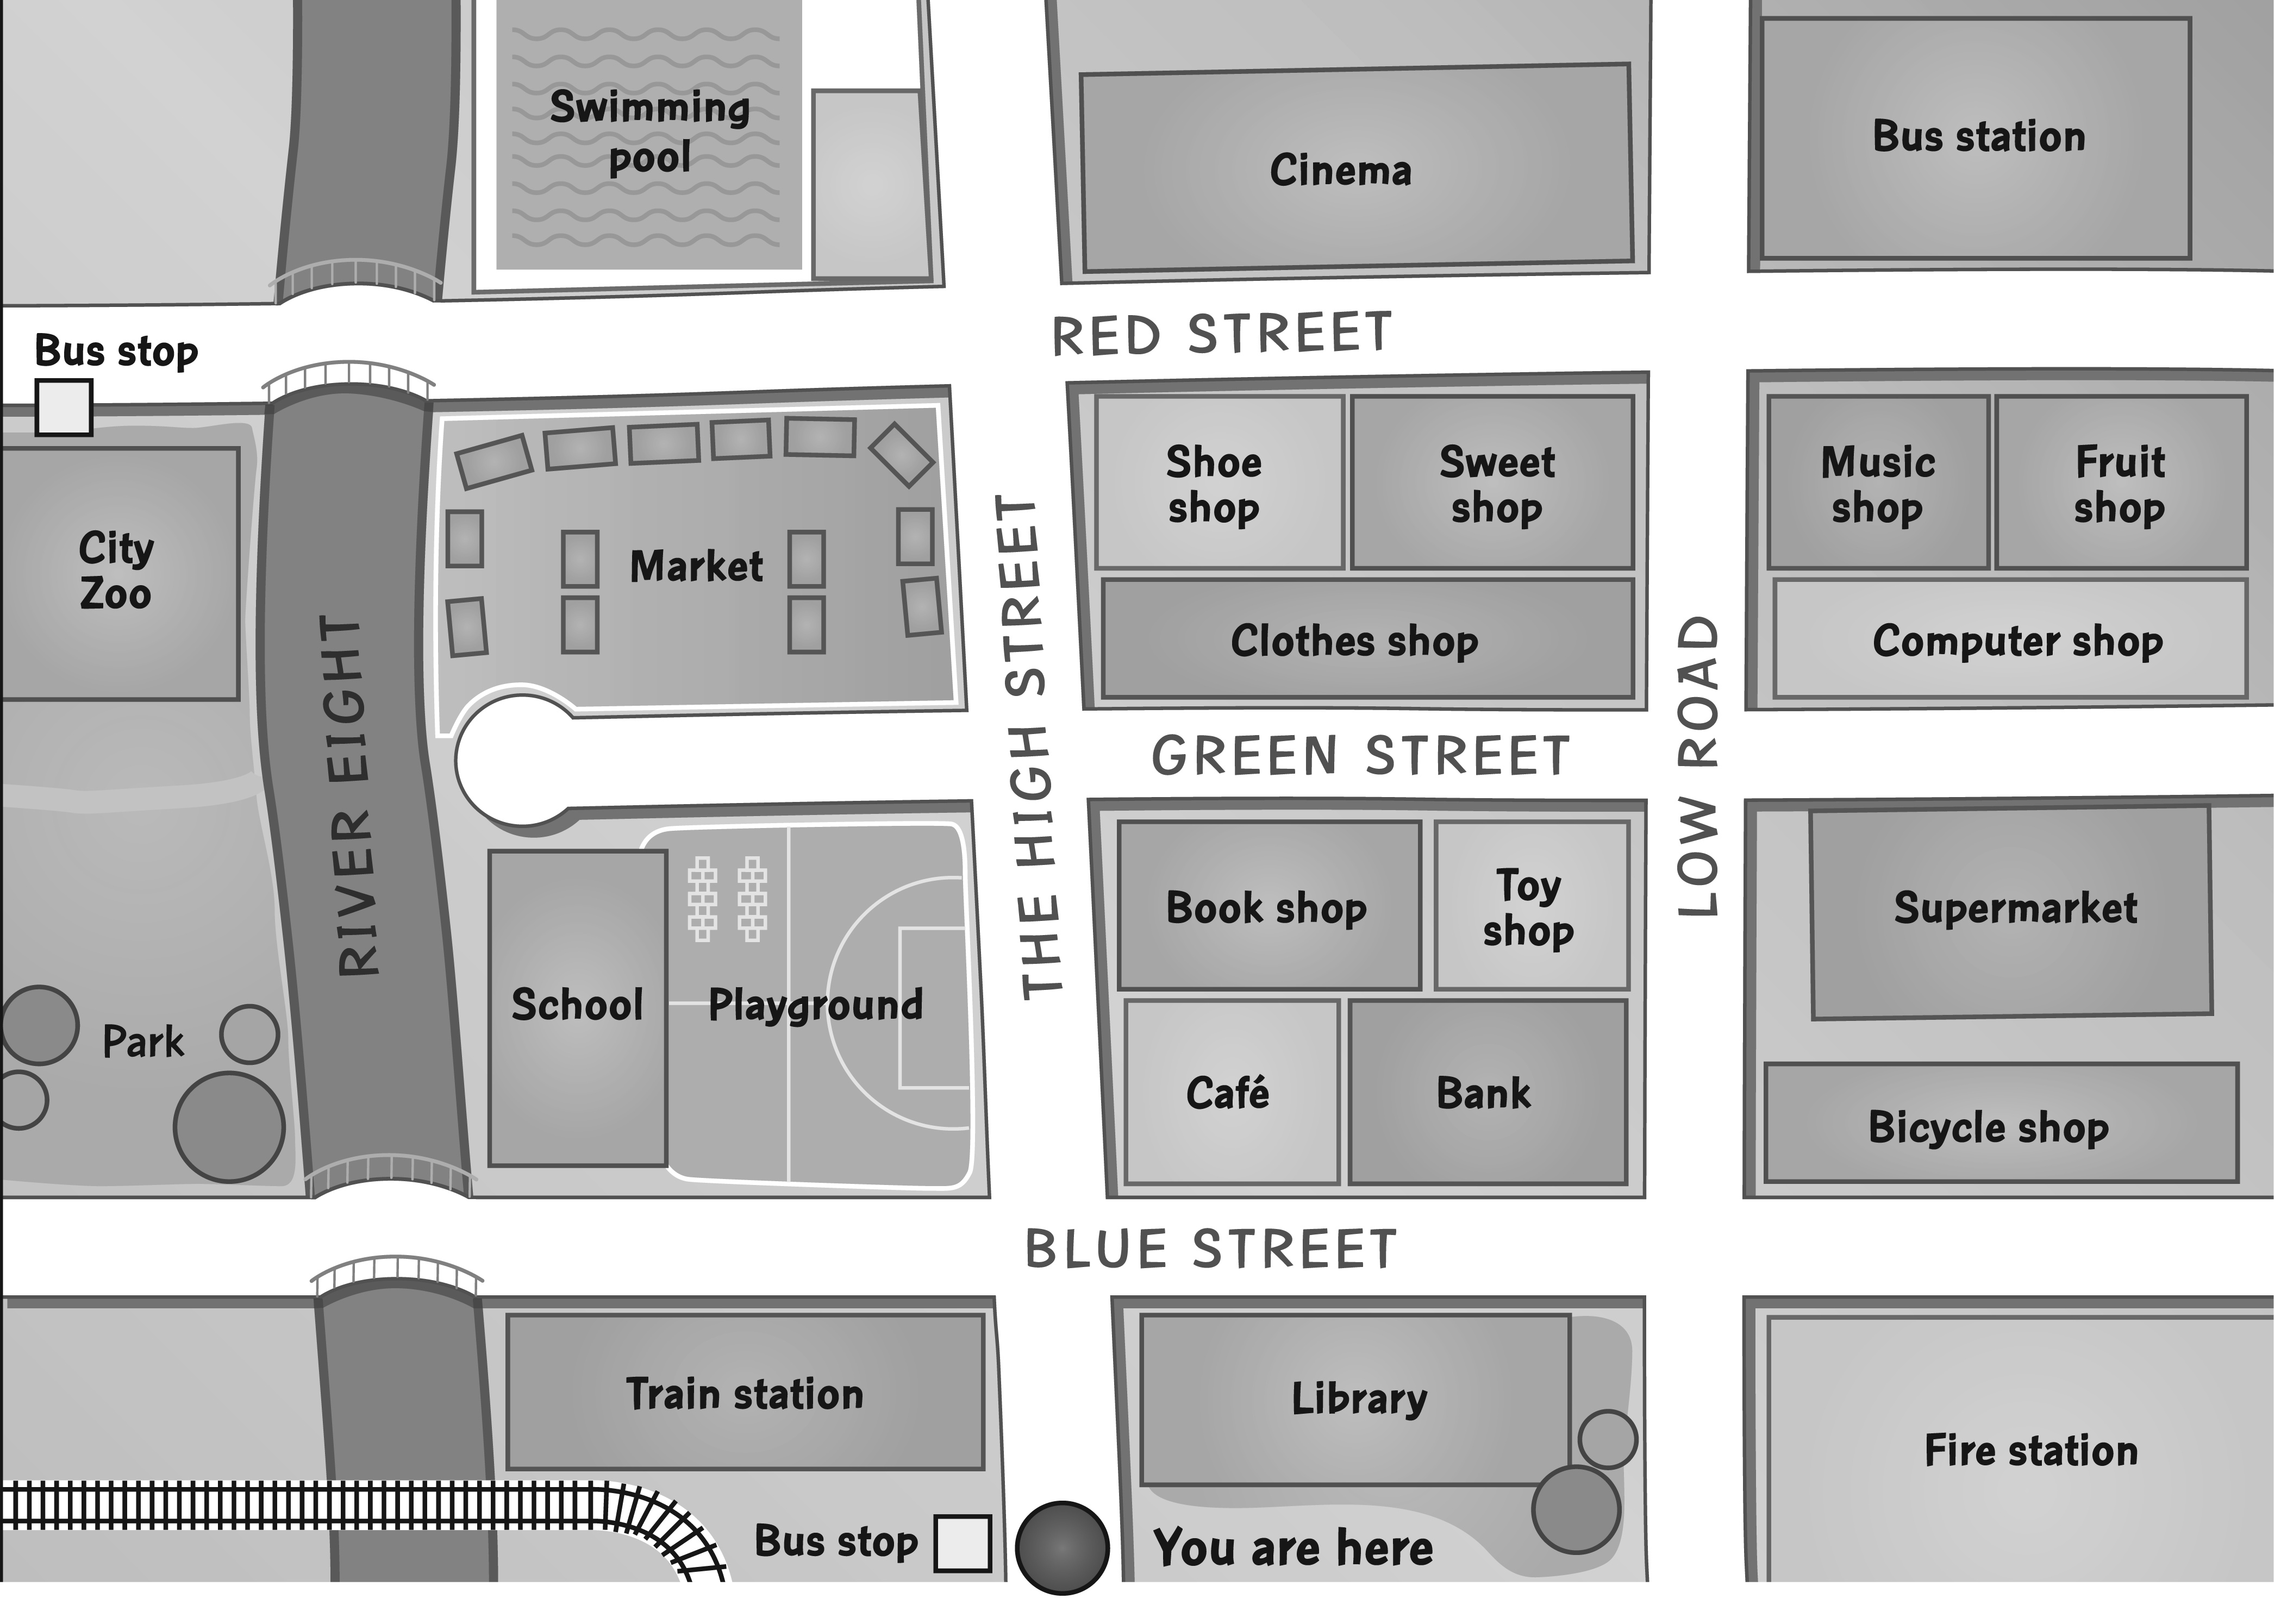 Swimming
pool
Cinema
Bus station
RED STREET
Bus stop
City
Zoo
Market
Shoe
shop
Sweet
shop
Music
shop
Fruit
shop
Clothes shop
Computer shop
RIVER EIGHT
THE HIGH STREET
GREEN STREET
LOW ROAD
Book shop
Toy
shop
Supermarket
School
Playground
Park
Café
Bank
Bicycle shop
BLUE STREET
Train station
Library
Fire station
Bus stop
You are here